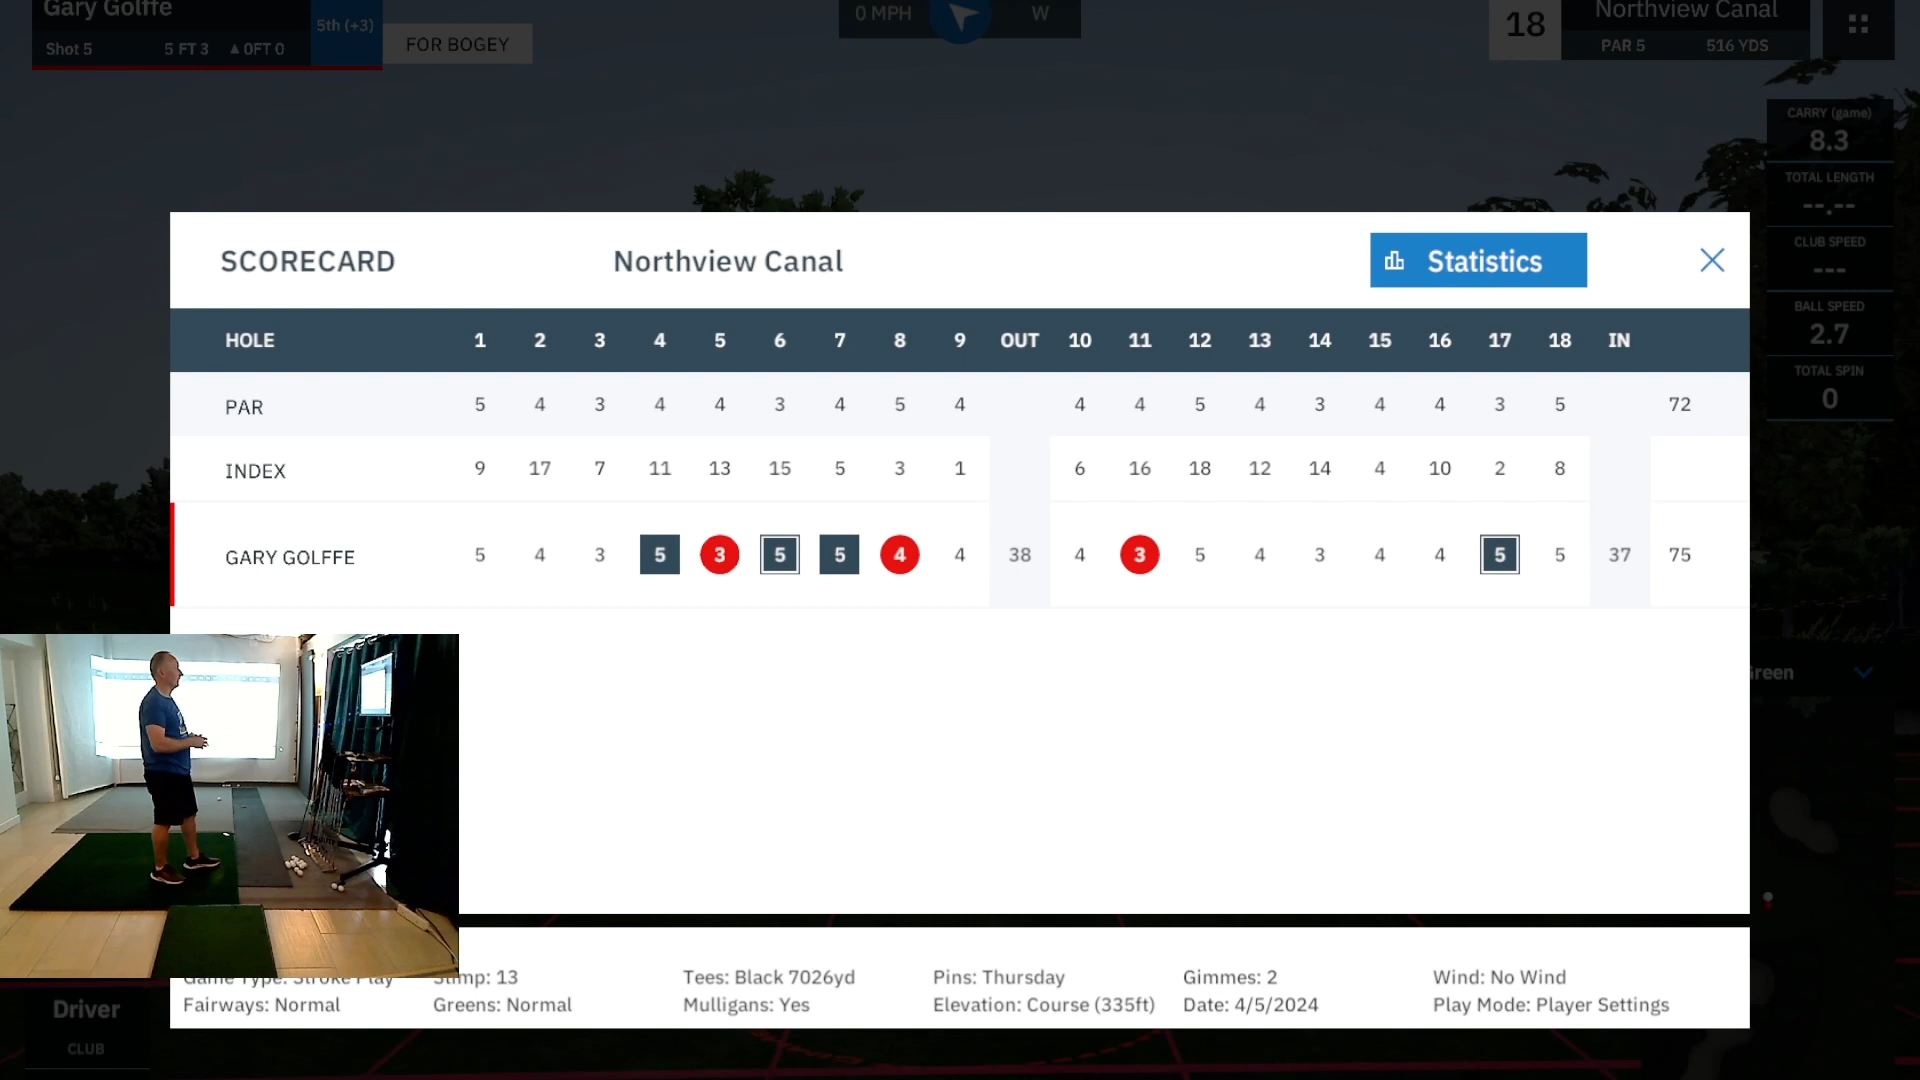 Gary Golffe
Shot 5 5 FT 3 ▲0FT 0
5th (+3)
FOR BOGEY
0 MPH W
18
Northview Canal
PAR 5 516 YDS
CARRY (game)
8.3
TOTAL LENGTH
--.--
CLUB SPEED
---
BALL SPEED
2.7
TOTAL SPIN
0
SCORECARD Northview Canal Statistics
HOLE 1 2 3 4 5 6 7 8 9 OUT 10 11 12 13 14 15 16 17 18 IN
PAR 5 4 3 4 4 3 4 5 4 4 4 5 4 3 4 4 3 5 72
INDEX 9 17 7 11 13 15 5 3 1 6 16 18 12 14 4 10 2 8
GARY GOLFFE 5 4 3 5 3 5 5 4 4 38 4 3 5 4 3 4 4 5 5 37 75
Green
Game Type: Stroke Play Stimp: 13 Tees: Black 7026yd Pins: Thursday Gimmes: 2 Wind: No Wind
Fairways: Normal Greens: Normal Mulligans: Yes Elevation: Course (335ft) Date: 4/5/2024 Play Mode: Player Settings
Driver
CLUB